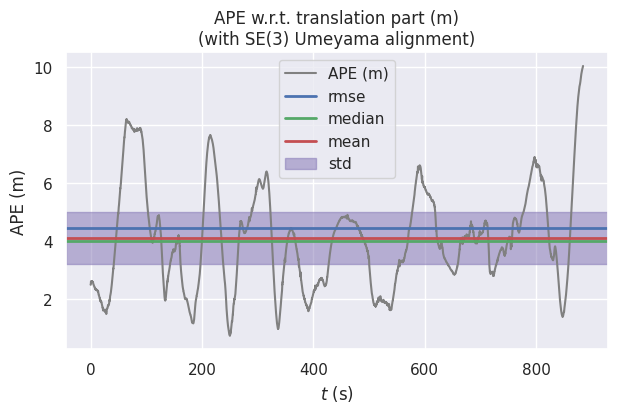 APE w.r.t. translation part (m)
(with SE(3) Umeyama alignment)
APE (m)
rmse
median
mean
std
APE (m)
10
8
6
4
2
0
200
400
600
800
t (s)